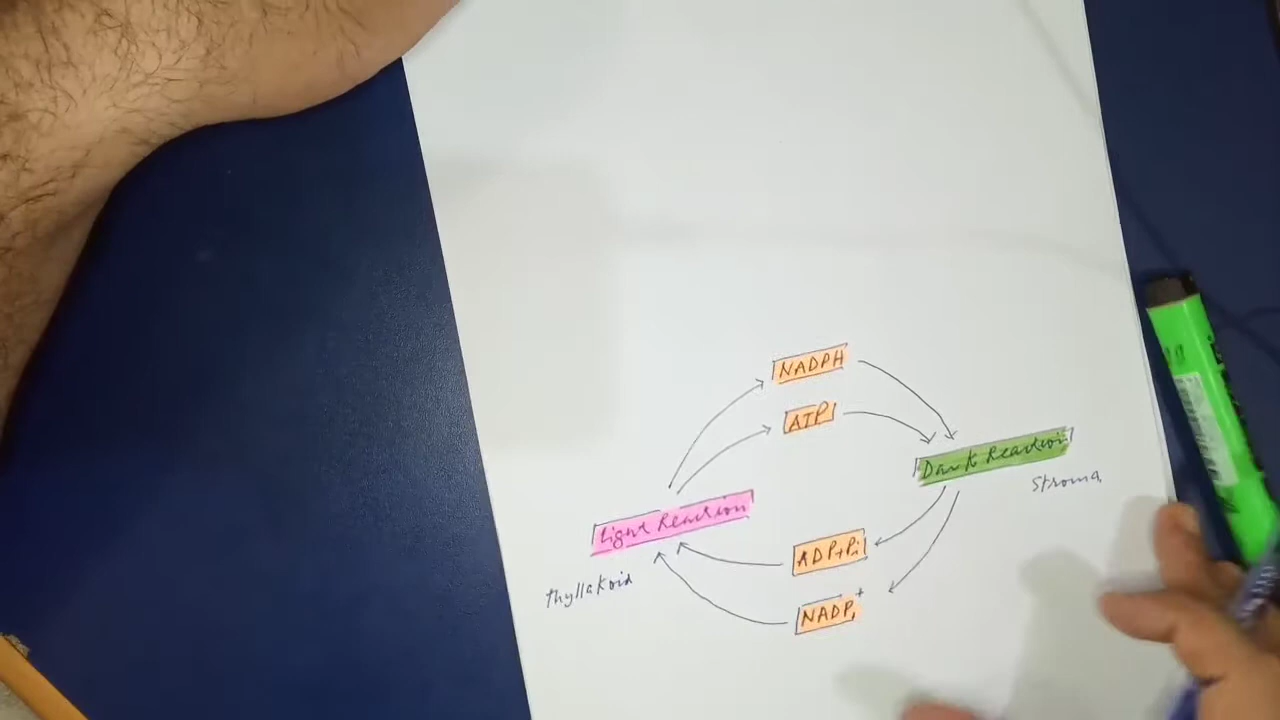 NADPH
ATP
Dark Reaction
Stroma
Light Reaction
thyllakoid
ADP+Pi
NADP+